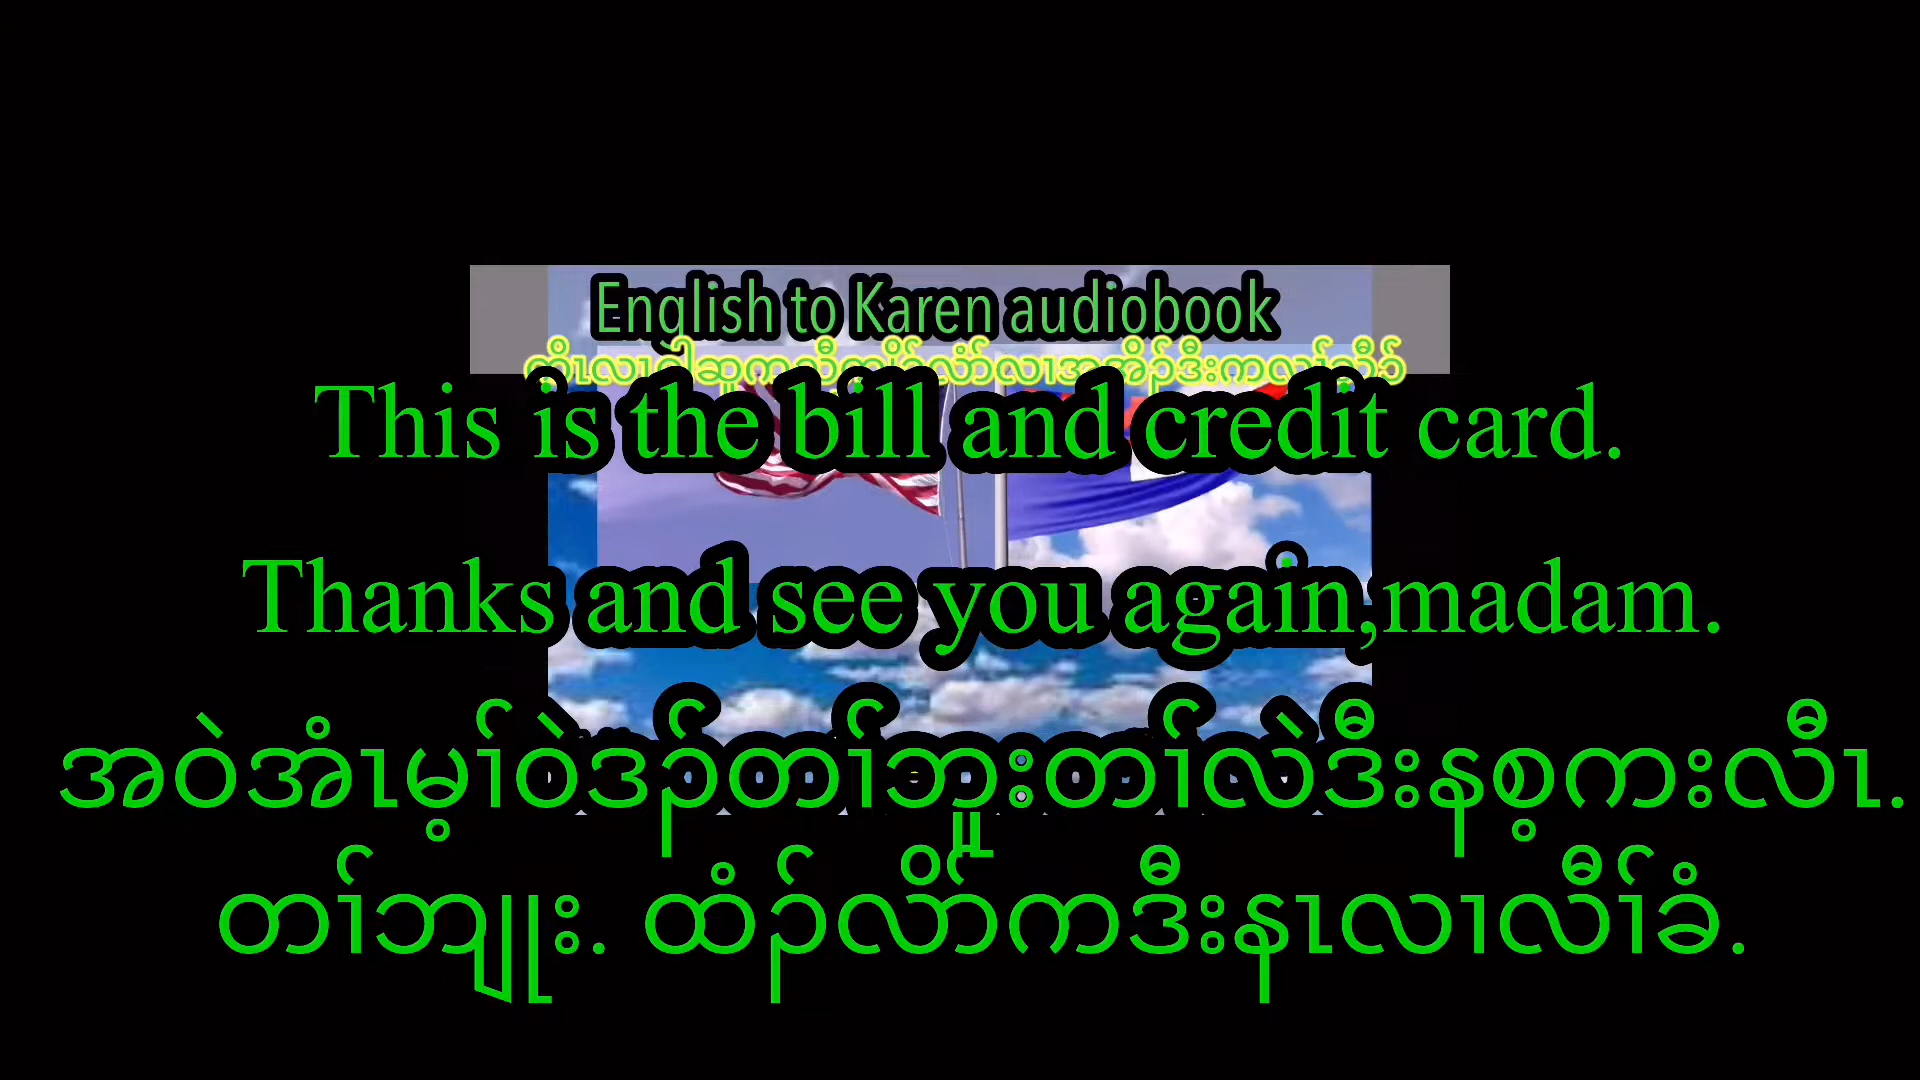 English to Karen audiobook
This is the bill and credit card.
Thanks and see you again,madam.
အဝဲအံၤမ့ၢ်ဝဲဒၣ်တၢ်ဘူးတၢ်လဲဒီးနစ့ကးလီၤ.
တၢ်ဘျုး. ထံၣ်လိာ်ကဒီးနၤလၢလီၢ်ခံ.